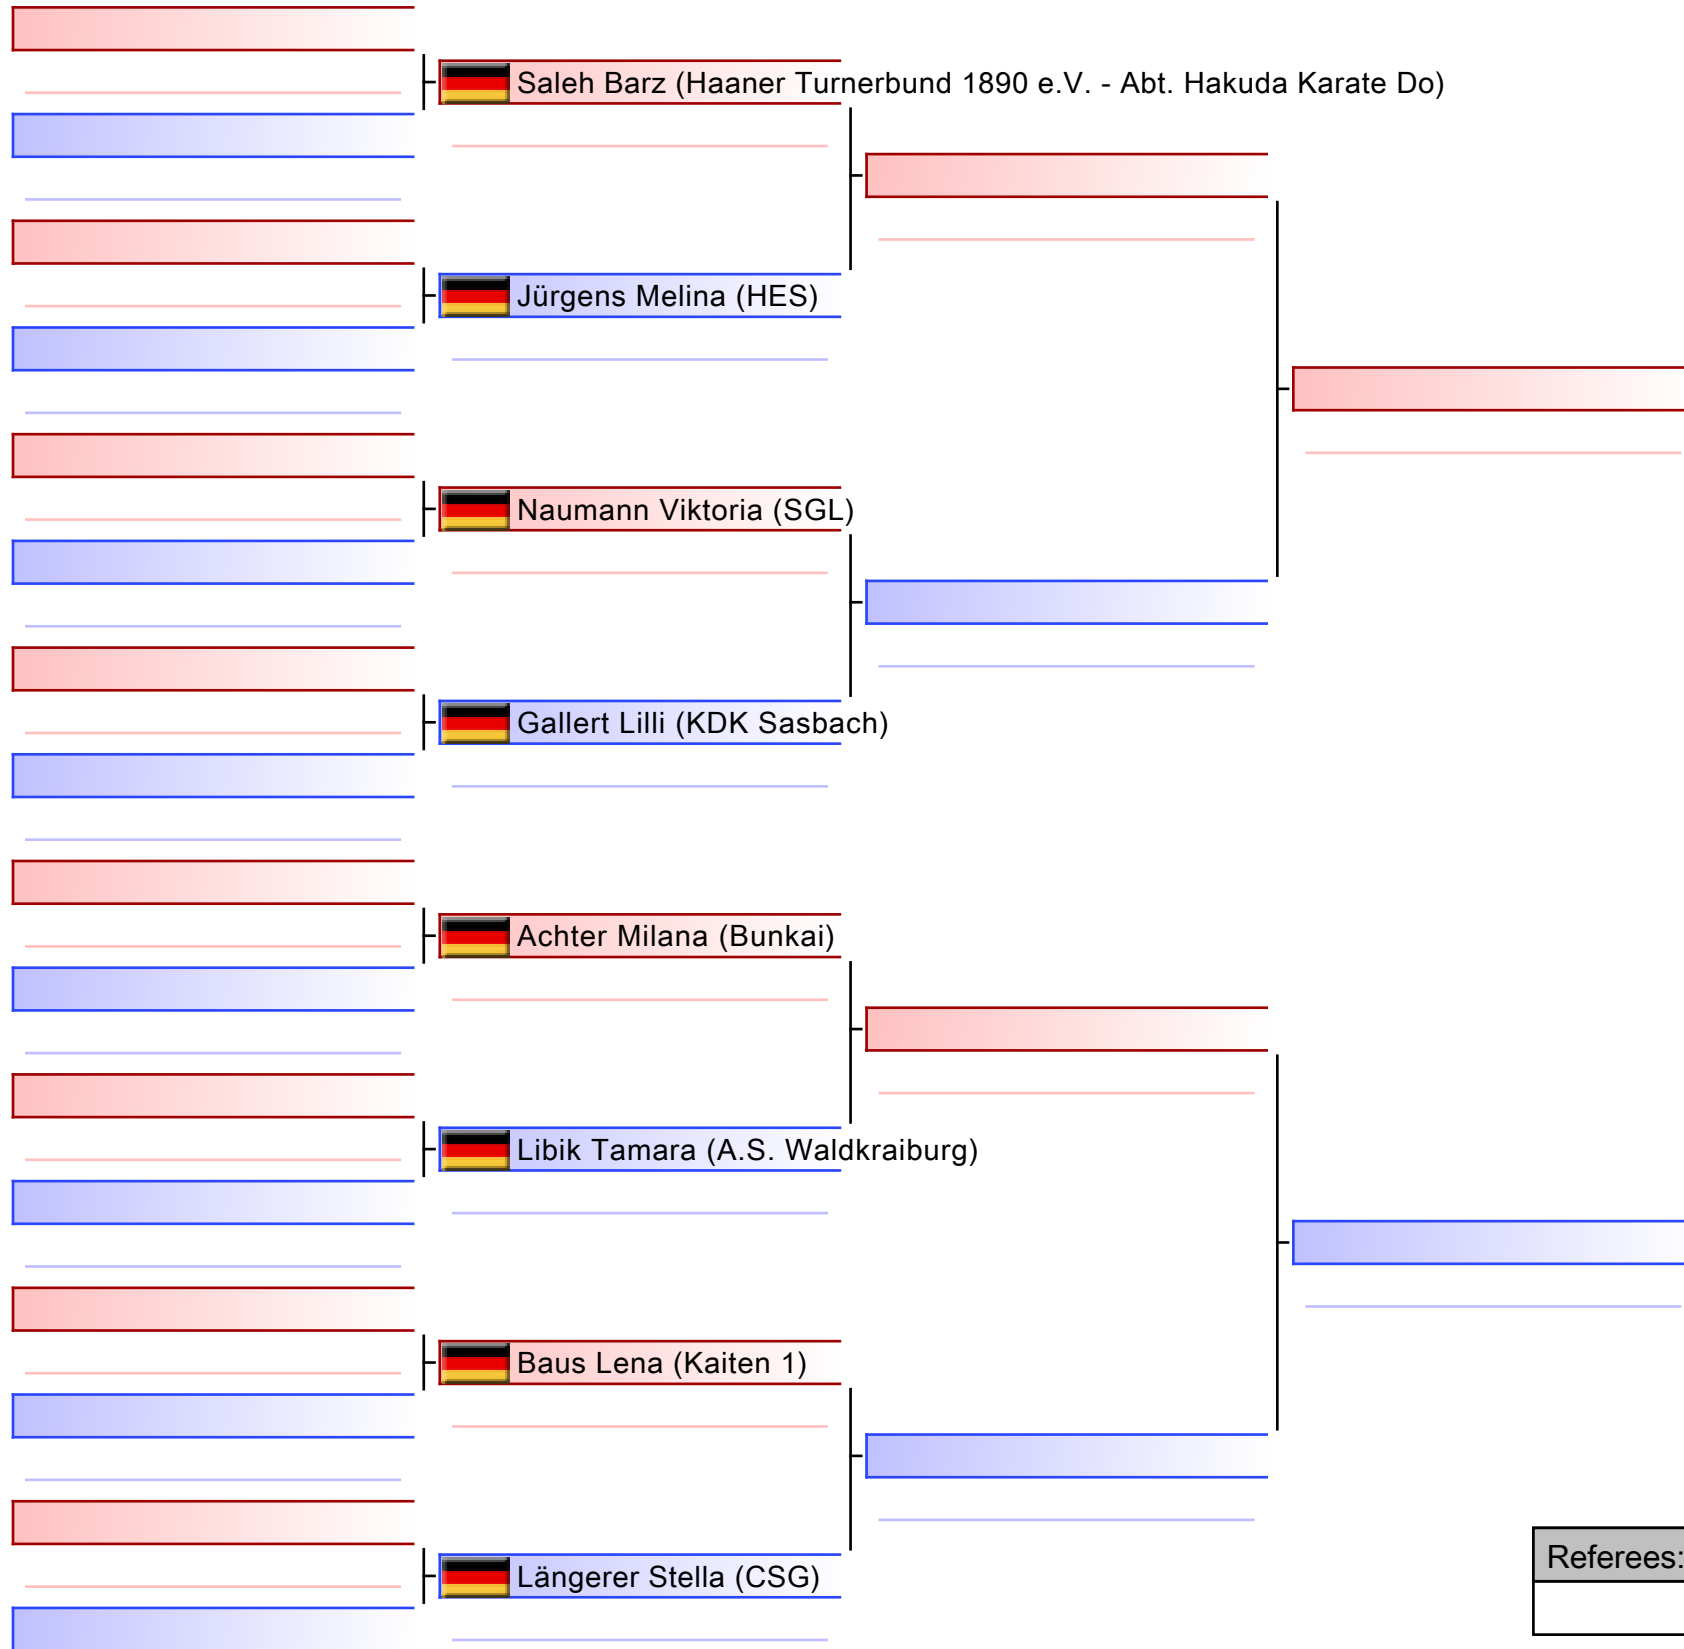 Saleh Barz (Haaner Turnerbund 1890 e.V. - Abt. Hakuda Karate Do)
Jürgens Melina (HES)
Naumann Viktoria (SGL)
Gallert Lilli (KDK Sasbach)
Achter Milana (Bunkai)
Libik Tamara (A.S. Waldkraiburg)
Baus Lena (Kaiten 1)
Längerer Stella (CSG)
Referees: